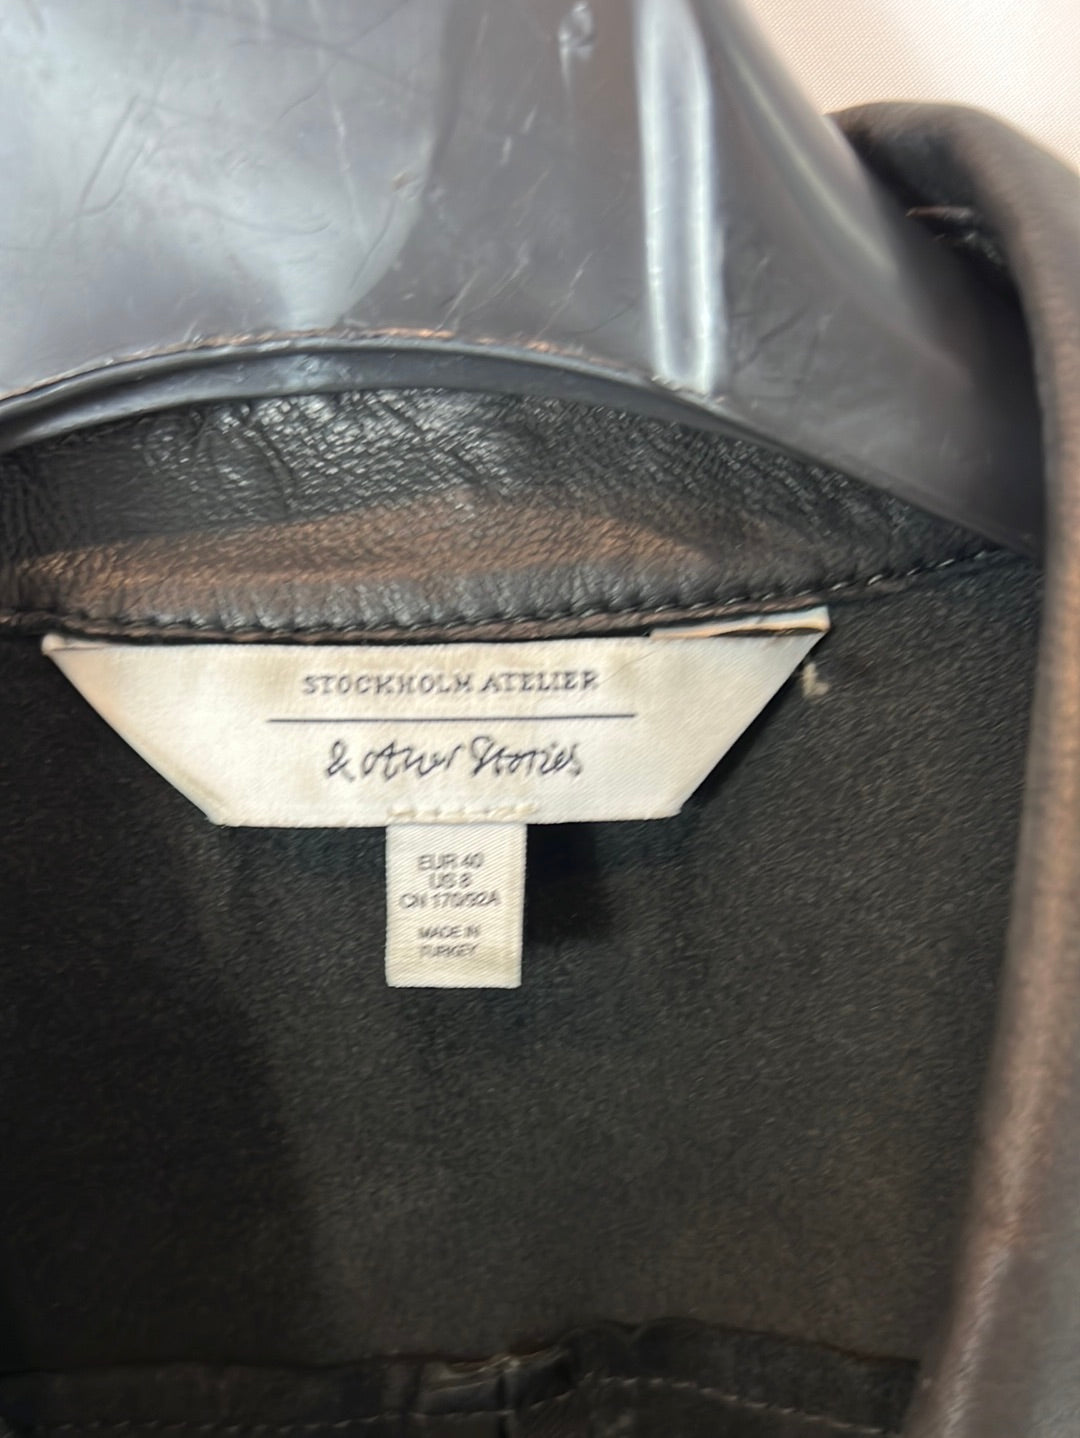 STOCKHOLM ATELIER
& other Stories
EUR 40
US 8
CN 170/92A
MADE IN
TURKEY